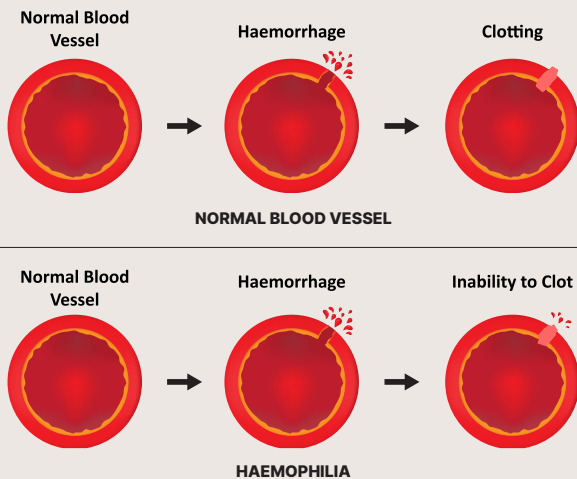 Normal Blood
Vessel
Haemorrhage
Clotting
NORMAL BLOOD VESSEL
Normal Blood
Vessel
Haemorrhage
Inability to Clot
HAEMOPHILIA